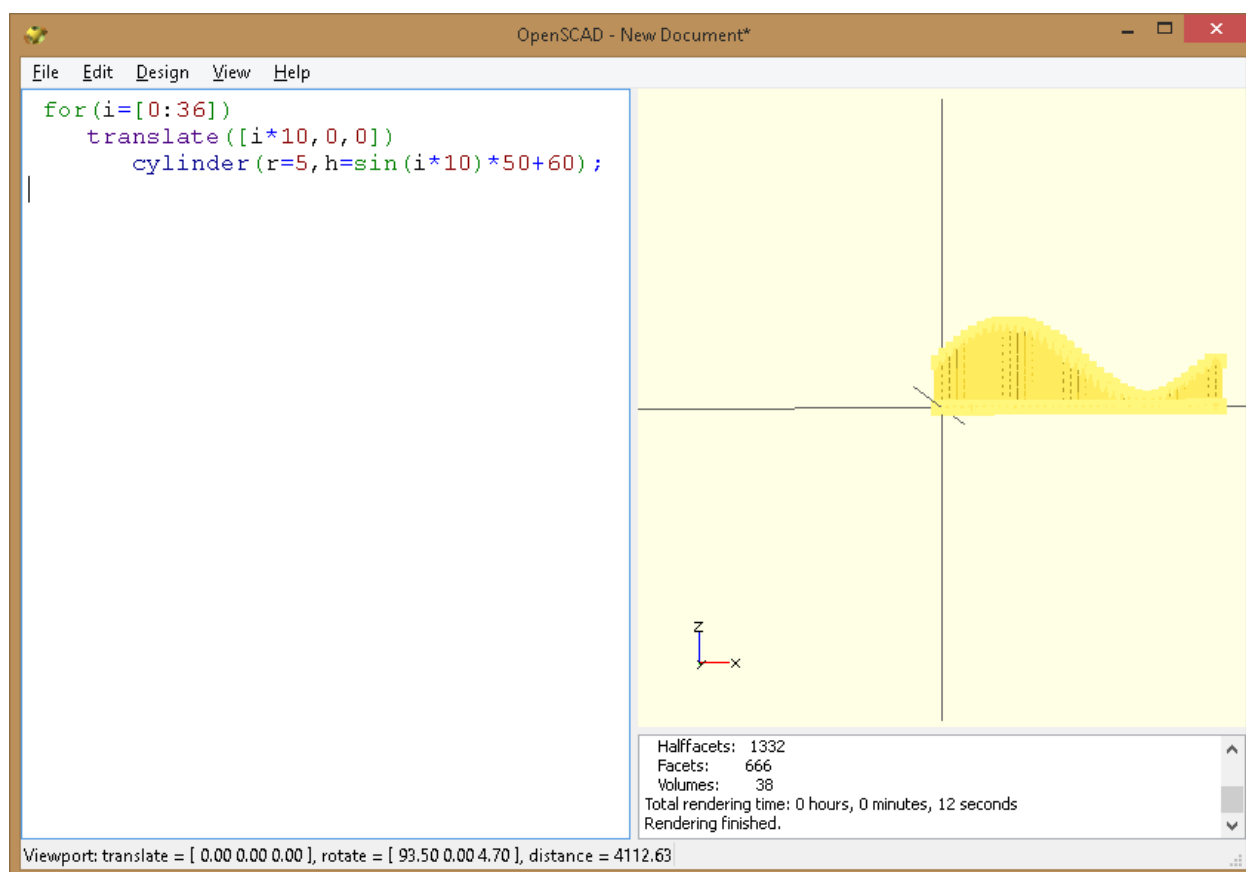 OpenSCAD - New Document*
File Edit Design View Help
for(i=[0:36])
translate([i*10,0,0])
cylinder(r=5,h=sin(i*10)*50+60);
Z
x
Halffacets: 1332
Facets: 666
Volumes: 38
Total rendering time: 0 hours, 0 minutes, 12 seconds
Rendering finished.
Viewport: translate = [ 0.00 0.00 0.00 ], rotate = [ 93.50 0.00 4.70 ], distance = 4112.63